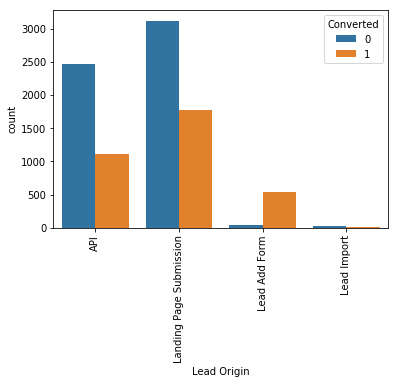 Converted
0
1
3000
2500
2000
1500
1000
500
0
count
API
Landing Page Submission
Lead Add Form
Lead Import
Lead Origin